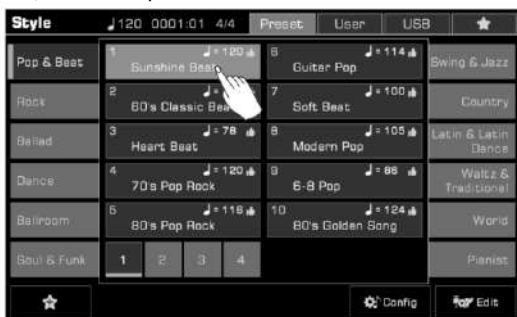 Style ♩120 0001:01 4/4 Preset User USB
Pop & Beat
Rock
Ballad
Dance
Ballroom
Soul & Funk
1 ♩= 120
Sunshine Beat
2 ♩=
60's Classic
3 ♩= 78
Heart Beat
4 ♩= 120
70's Pop Rock
5 ♩= 116
80's Pop Rock
6 ♩= 114
Guitar Pop
7 ♩= 100
Soft Beat
8 ♩= 105
Modern Pop
9 ♩= 86
6-8 Pop
10 ♩= 124
80's Golden Song
1 2 3 4
Swing & Jazz
Country
Latin & Latin
Dance
Waltz &
Traditional
World
Pianist
Config Edit